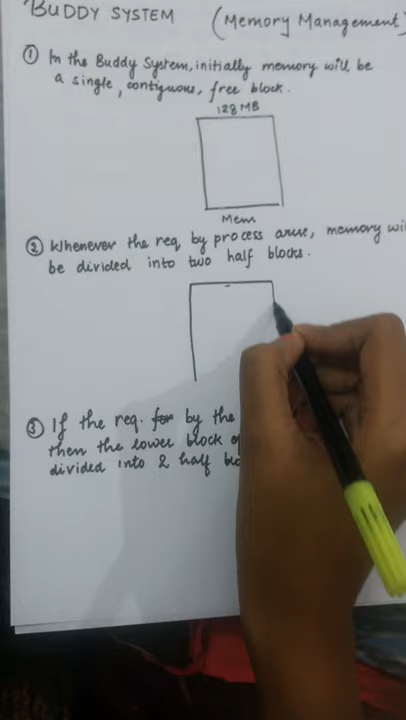 BUDDY SYSTEM (Memory Management)
① In the Buddy System, initially memory will be
a single, contiguous, free block.
128 MB
Mem
② Whenever the req. by process arise, memory wil
be divided into two half blocks.
③ If the req. for by the
then the lower block o
divided into 2 half blo